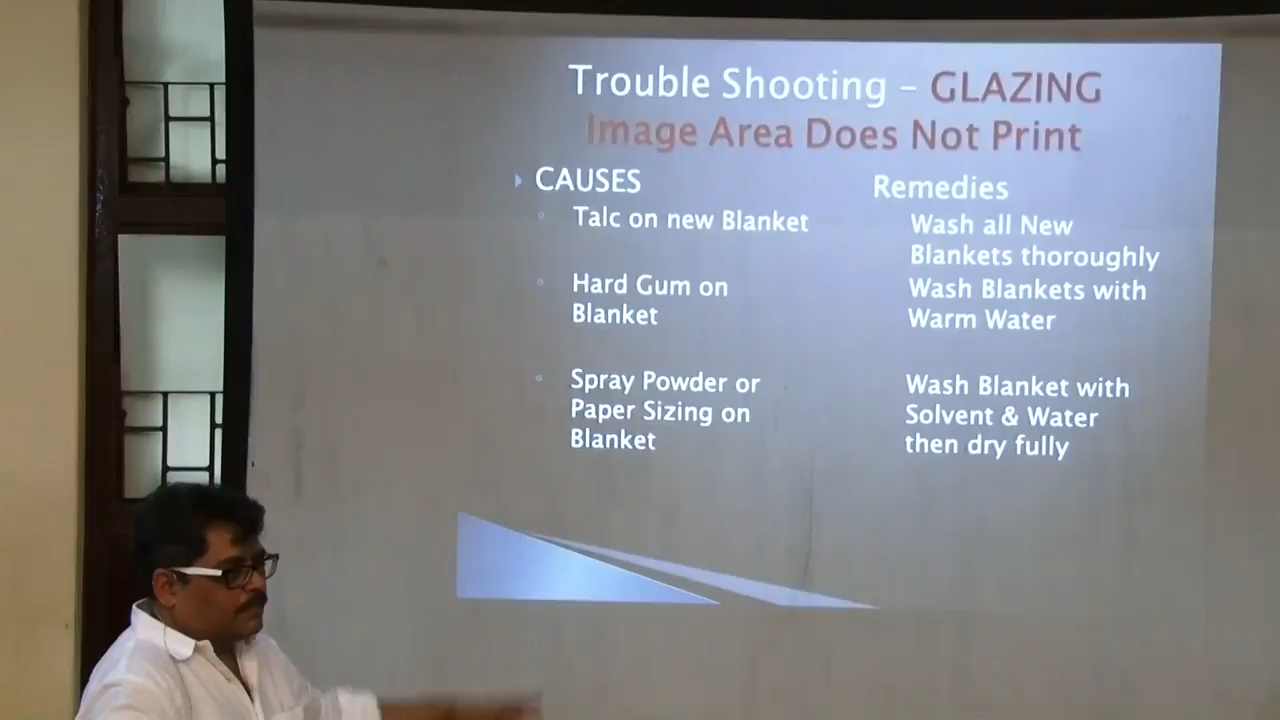 Trouble Shooting – GLAZING
Image Area Does Not Print
CAUSES
Talc on new Blanket
Hard Gum on
Blanket
Spray Powder or
Paper Sizing on
Blanket
Remedies
Wash all New
Blankets thoroughly
Wash Blankets with
Warm Water
Wash Blanket with
Solvent & Water
then dry fully